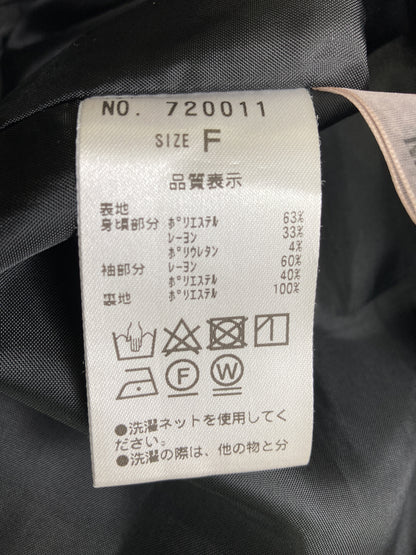 NO. 720011
SIZE F
品質表示
表地
身頃部分 ポリエステル 63%
レーヨン 33%
ポリウレタン 4%
袖部分 レーヨン 60%
ポリエステル 40%
裏地 ポリエステル 100%
F W
●洗濯ネットを使用してく
ださい。
●洗濯の際は、他の物と分